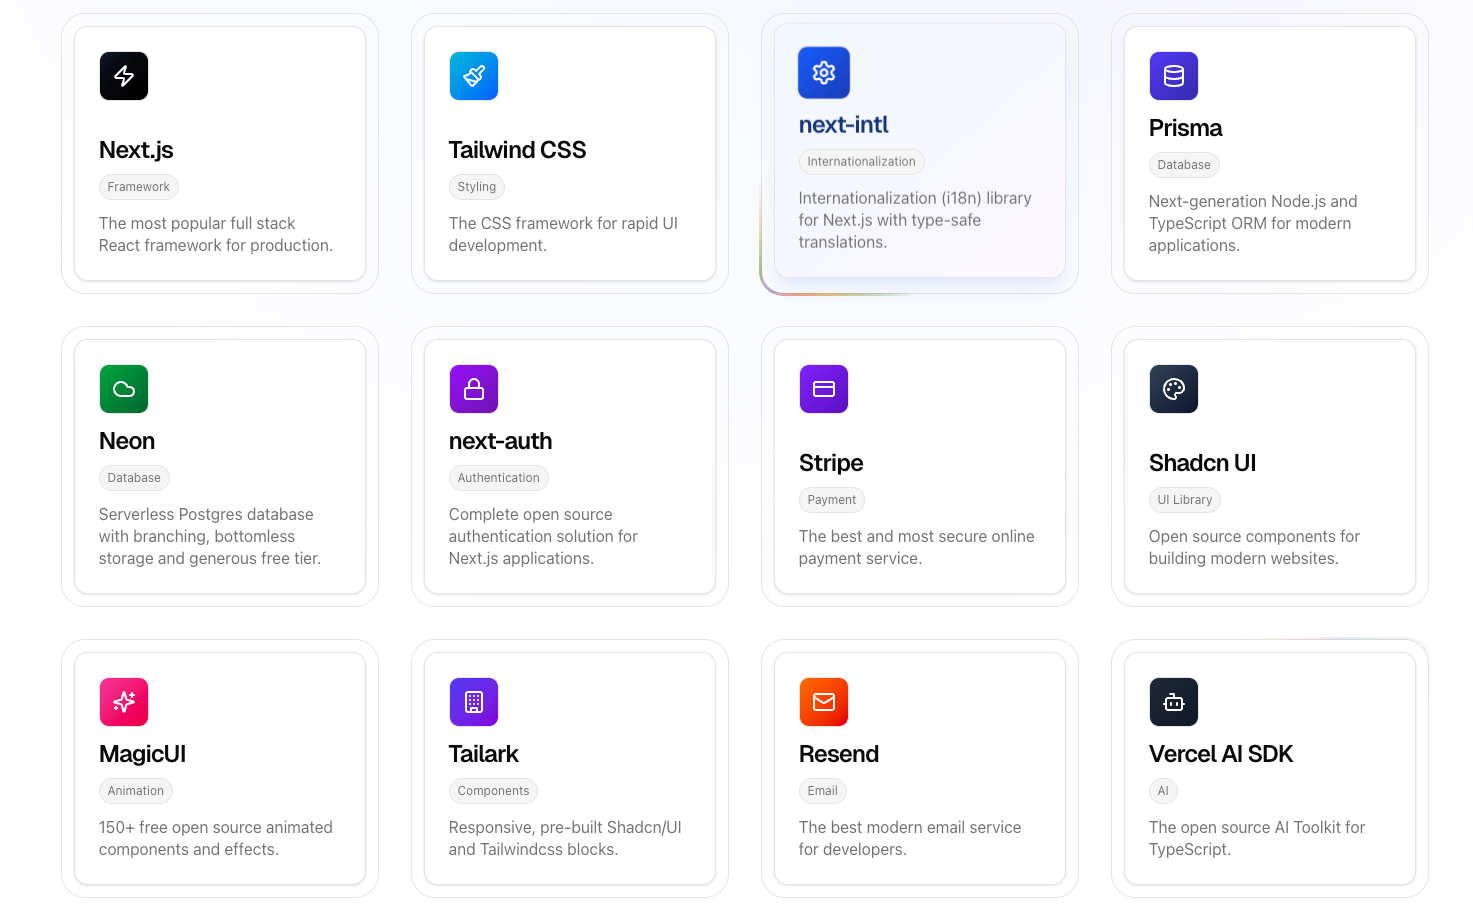 Next.js
Framework
The most popular full stack
React framework for production.
Tailwind CSS
Styling
The CSS framework for rapid UI
development.
next-intl
Internationalization
Internationalization (i18n) library
for Next.js with type-safe
translations.
Prisma
Database
Next-generation Node.js and
TypeScript ORM for modern
applications.
Neon
Database
Serverless Postgres database
with branching, bottomless
storage and generous free tier.
next-auth
Authentication
Complete open source
authentication solution for
Next.js applications.
Stripe
Payment
The best and most secure online
payment service.
Shadcn UI
UI Library
Open source components for
building modern websites.
MagicUI
Animation
150+ free open source animated
components and effects.
Tailark
Components
Responsive, pre-built Shadcn/UI
and Tailwindcss blocks.
Resend
Email
The best modern email service
for developers.
Vercel AI SDK
AI
The open source AI Toolkit for
TypeScript.